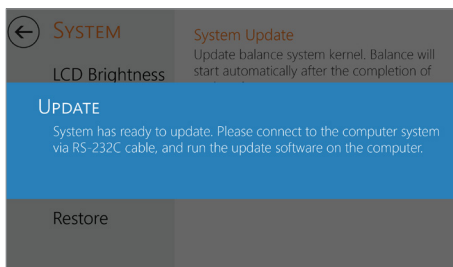 SYSTEM
System Update
Update balance system kernel. Balance will
start automatically after the completion of
LCD Brightness
UPDATE
System has ready to update. Please connect to the computer system
via RS-232C cable, and run the update software on the computer.
Restore